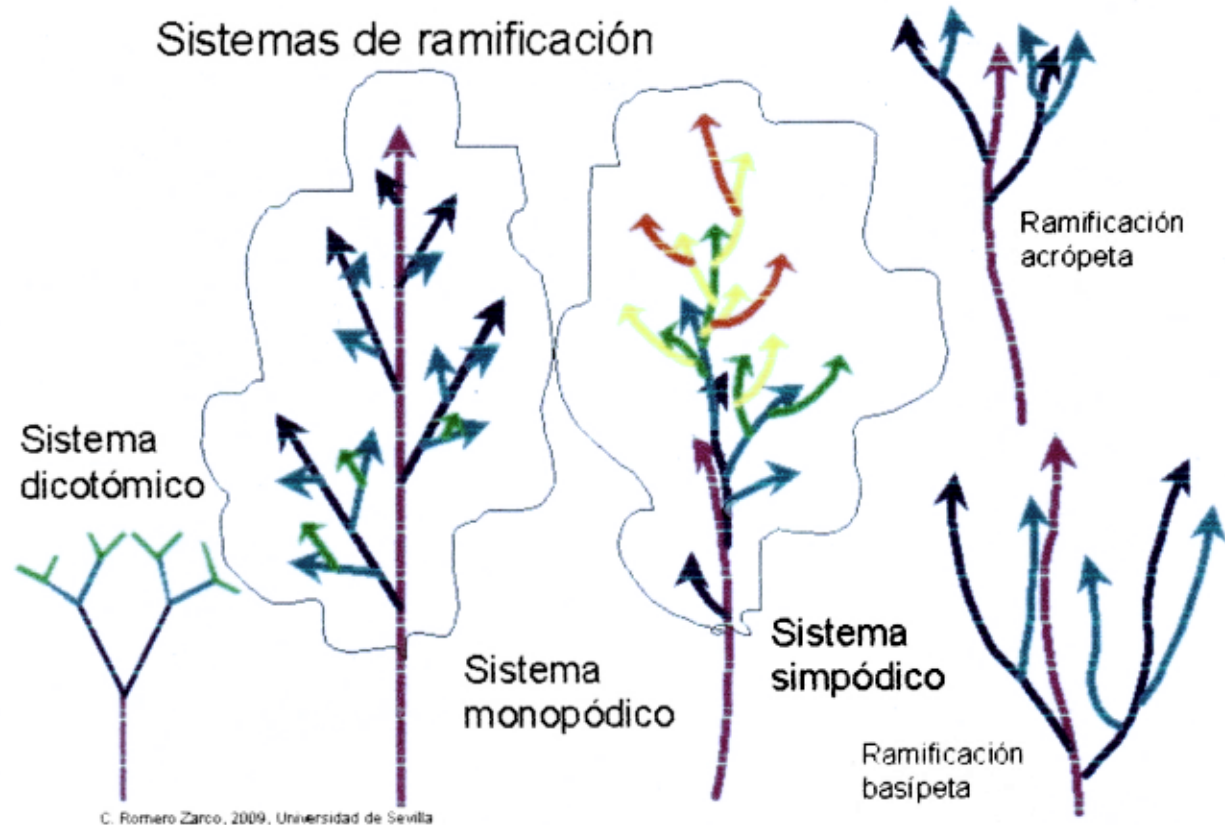 Sistemas de ramificación
Ramificación
acrópeta
Sistema
dicotómico
Sistema
monopódico
Sistema
simpódico
Ramificación
basípeta
C. Romero Zarco, 2009, Universidad de Sevilla